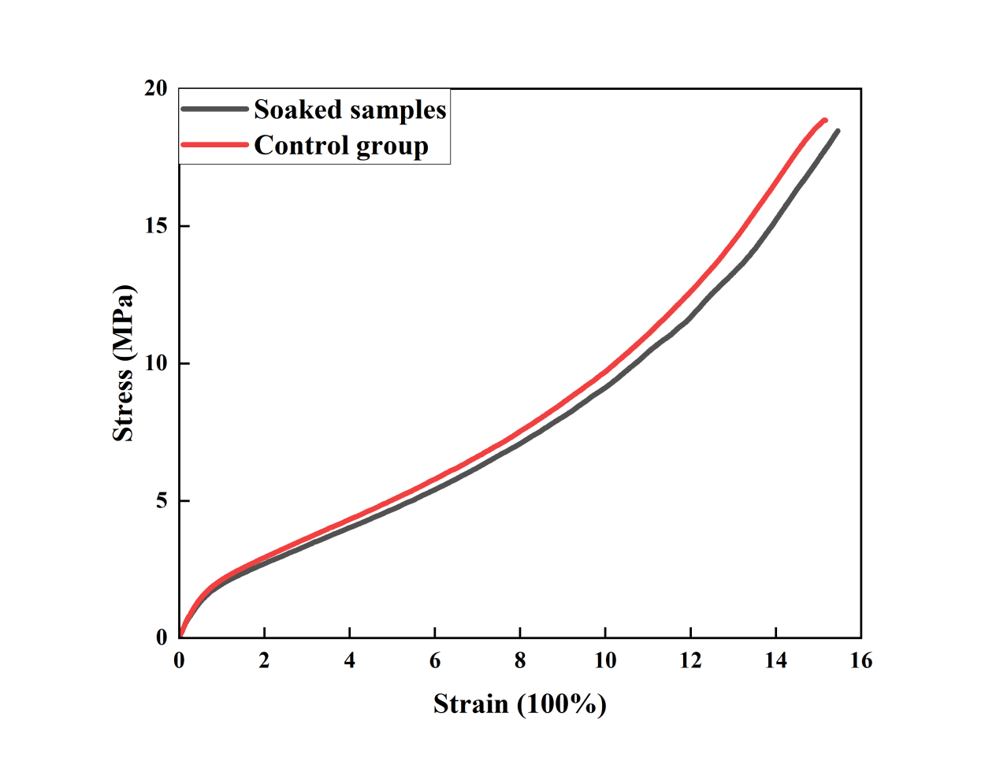 20
Soaked samples
Control group
15
10
5
0
Stress (MPa)
0 2 4 6 8 10 12 14 16
Strain (100%)